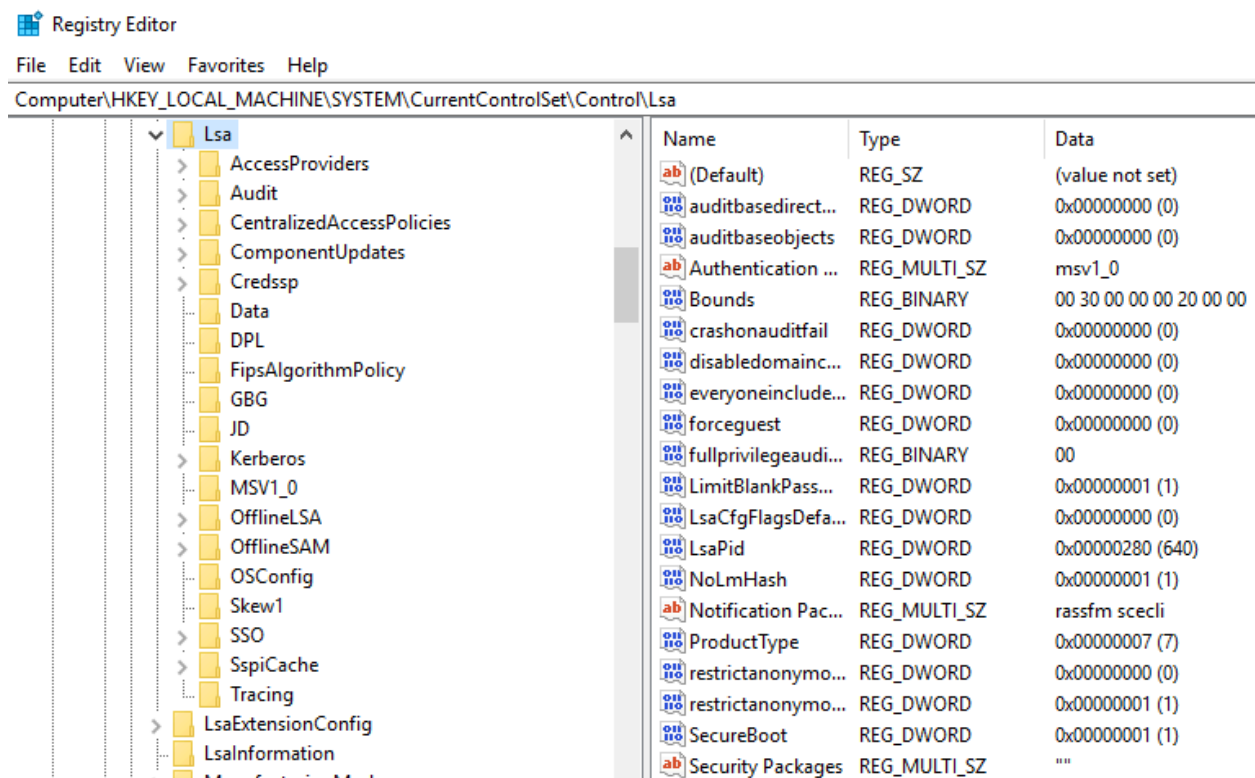 Registry Editor
File Edit View Favorites Help
Computer\HKEY_LOCAL_MACHINE\SYSTEM\CurrentControlSet\Control\Lsa
Lsa
AccessProviders
Audit
CentralizedAccessPolicies
ComponentUpdates
Credssp
Data
DPL
FipsAlgorithmPolicy
GBG
JD
Kerberos
MSV1_0
OfflineLSA
OfflineSAM
OSConfig
Skew1
SSO
SspiCache
Tracing
LsaExtensionConfig
LsaInformation
Name Type Data
(Default) REG_SZ (value not set)
auditbasedirect... REG_DWORD 0x00000000 (0)
auditbaseobjects REG_DWORD 0x00000000 (0)
Authentication ... REG_MULTI_SZ msv1_0
Bounds REG_BINARY 00 30 00 00 00 20 00 00
crashonauditfail REG_DWORD 0x00000000 (0)
disabledomainc... REG_DWORD 0x00000000 (0)
everyoneinclude... REG_DWORD 0x00000000 (0)
forceguest REG_DWORD 0x00000000 (0)
fullprivilegeaudi... REG_BINARY 00
LimitBlankPass... REG_DWORD 0x00000001 (1)
LsaCfgFlagsDefa... REG_DWORD 0x00000000 (0)
LsaPid REG_DWORD 0x00000280 (640)
NoLmHash REG_DWORD 0x00000001 (1)
Notification Pac... REG_MULTI_SZ rassfm scecli
ProductType REG_DWORD 0x00000007 (7)
restrictanonymo... REG_DWORD 0x00000000 (0)
restrictanonymo... REG_DWORD 0x00000001 (1)
SecureBoot REG_DWORD 0x00000001 (1)
Security Packages REG_MULTI_SZ ""